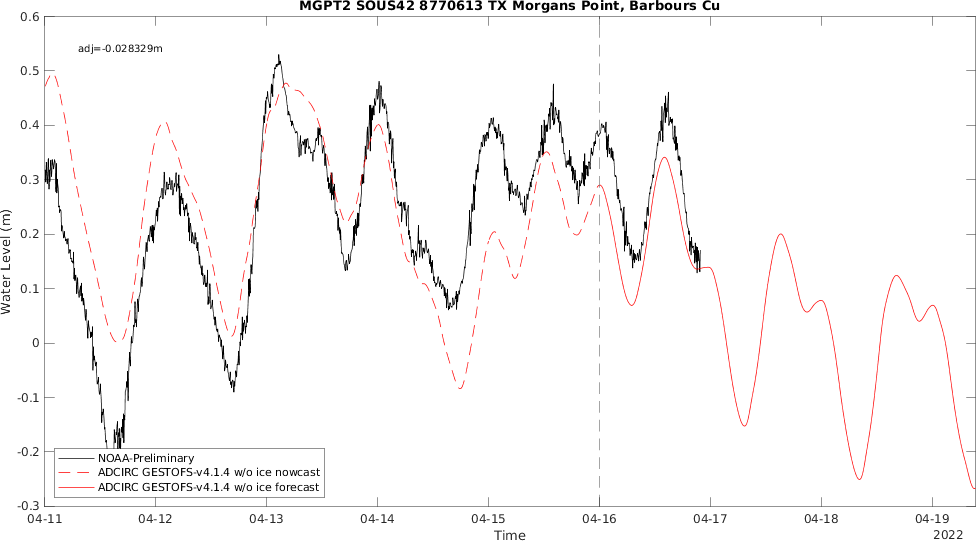 MGPT2 SOUS42 8770613 TX Morgans Point, Barbours Cu
adj=-0.028329m
0.6
0.5
0.4
0.3
0.2
0.1
0
-0.1
-0.2
-0.3
Water Level (m)
NOAA-Preliminary
ADCIRC GESTOFS-v4.1.4 w/o ice nowcast
ADCIRC GESTOFS-v4.1.4 w/o ice forecast
04-11 04-12 04-13 04-14 04-15 04-16 04-17 04-18 04-19
Time
2022